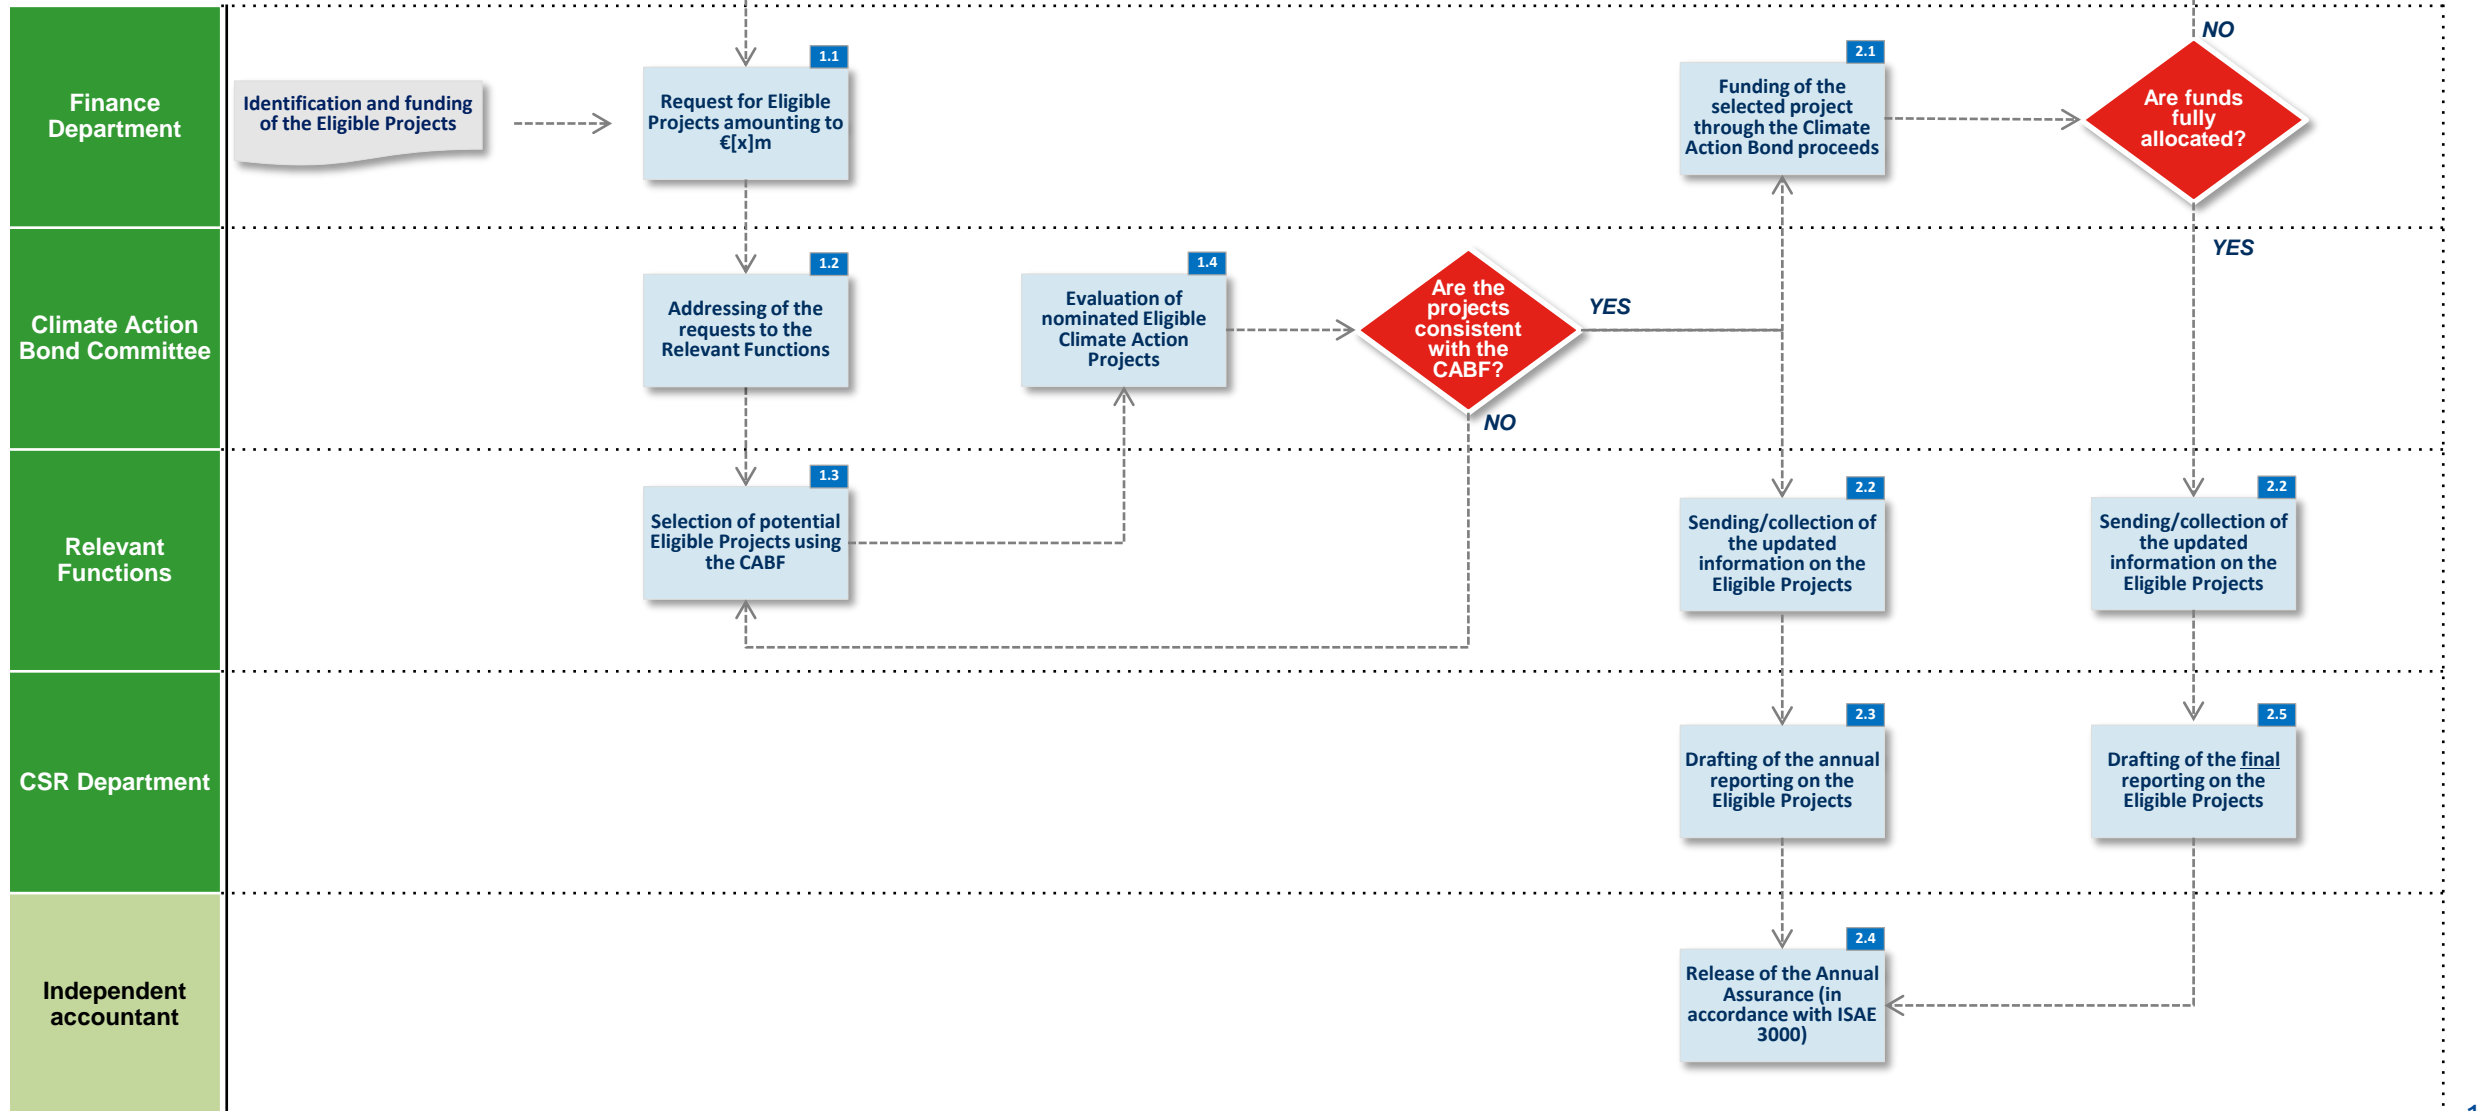 Finance
Department
Identification and funding
of the Eligible Projects
1.1
Request for Eligible
Projects amounting to
€[x]m
2.1
Funding of the
selected project
through the Climate
Action Bond proceeds
NO
Are funds
fully
allocated?
YES
Climate Action
Bond Committee
1.2
Addressing of the
requests to the
Relevant Functions
1.4
Evaluation of
nominated Eligible
Climate Action
Projects
Are the
projects
consistent
with the
CABF?
YES
NO
Relevant
Functions
1.3
Selection of potential
Eligible Projects using
the CABF
2.2
Sending/collection of
the updated
information on the
Eligible Projects
2.2
Sending/collection of
the updated
information on the
Eligible Projects
CSR Department
2.3
Drafting of the annual
reporting on the
Eligible Projects
2.5
Drafting of the final
reporting on the
Eligible Projects
Independent
accountant
2.4
Release of the Annual
Assurance (in
accordance with ISAE
3000)